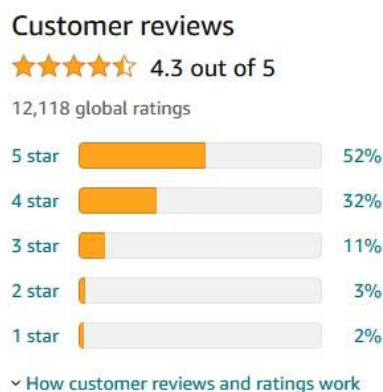 Customer reviews
4.3 out of 5
12,118 global ratings
5 star 52%
4 star 32%
3 star 11%
2 star 3%
1 star 2%
How customer reviews and ratings work